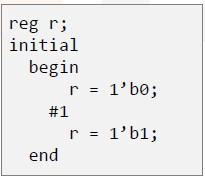 reg r;
initial
  begin
      r = 1’b0;
    #1
      r = 1’b1;
  end